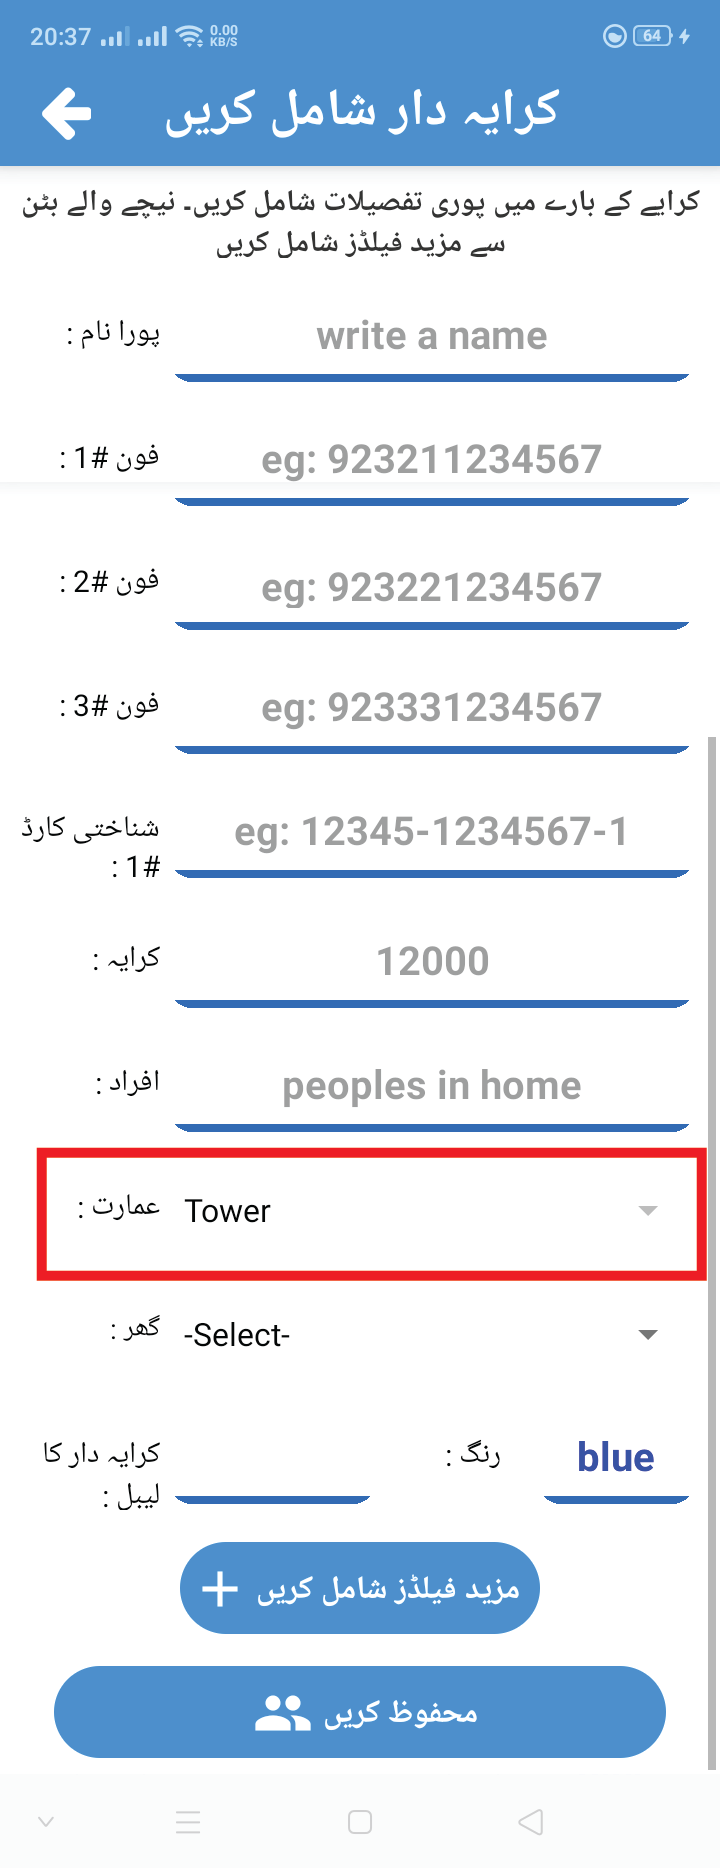 20:37
0.00
KB/S
64
کرایہ دار شامل کریں
کرایے کے بارے میں پوری تفصیلات شامل کریں۔ نیچے والے بٹن
سے مزید فیلڈز شامل کریں
پورا نام :
write a name
فون #1 :
eg: 923211234567
فون #2 :
eg: 923221234567
فون #3 :
eg: 923331234567
شناختی کارڈ
#1 :
eg: 12345-1234567-1
کرایہ :
12000
افراد :
peoples in home
عمارت :
Tower
گھر :
-Select-
کرایہ دار کا
لیبل :
رنگ :
blue
مزید فیلڈز شامل کریں
محفوظ کریں